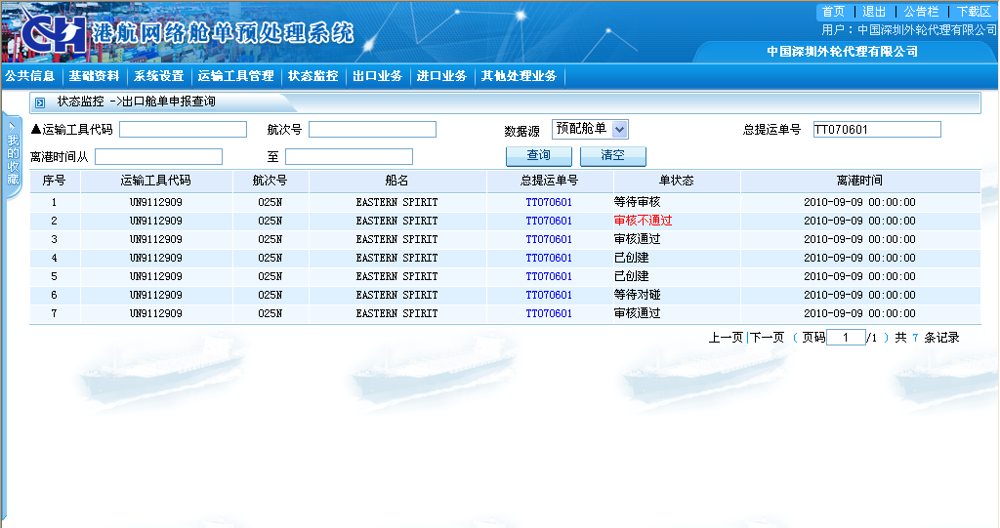 首页 | 退出 | 公告栏 | 下载区
CH 港航网络舱单预处理系统
用户：中国深圳外轮代理有限公司
中国深圳外轮代理有限公司
公共信息 基础资料 系统设置 运输工具管理 状态监控 出口业务 进口业务 其他处理业务
状态监控 ->出口舱单申报查询
我的收藏
▲运输工具代码 航次号 数据源 预配舱单 总提运单号 TT070601
离港时间从 至 查询 清空
序号 运输工具代码 航次号 船名 总提运单号 单状态 离港时间
1 UN9112909 025N EASTERN SPIRIT TT070601 等待审核 2010-09-09 00:00:00
2 UN9112909 025N EASTERN SPIRIT TT070601 审核不通过 2010-09-09 00:00:00
3 UN9112909 025N EASTERN SPIRIT TT070601 审核通过 2010-09-09 00:00:00
4 UN9112909 025N EASTERN SPIRIT TT070601 已创建 2010-09-09 00:00:00
5 UN9112909 025N EASTERN SPIRIT TT070601 已创建 2010-09-09 00:00:00
6 UN9112909 025N EASTERN SPIRIT TT070601 等待对碰 2010-09-09 00:00:00
7 UN9112909 025N EASTERN SPIRIT TT070601 审核通过 2010-09-09 00:00:00
上一页|下一页 ( 页码 1 /1 ) 共 7 条记录